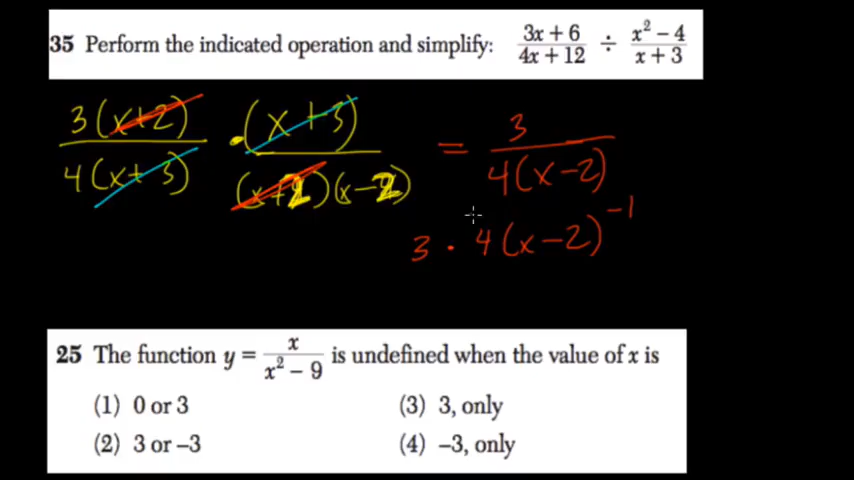 35 Perform the indicated operation and simplify: (3x + 6)/(4x + 12) ÷ (x² – 4)/(x + 3)
3(x+2)/4(x+3) · (x+3)/(x+2)(x-2) = 3/4(x-2)
3 · 4(x-2)⁻¹
25 The function y = x/(x² – 9) is undefined when the value of x is
(1) 0 or 3 (3) 3, only
(2) 3 or –3 (4) –3, only